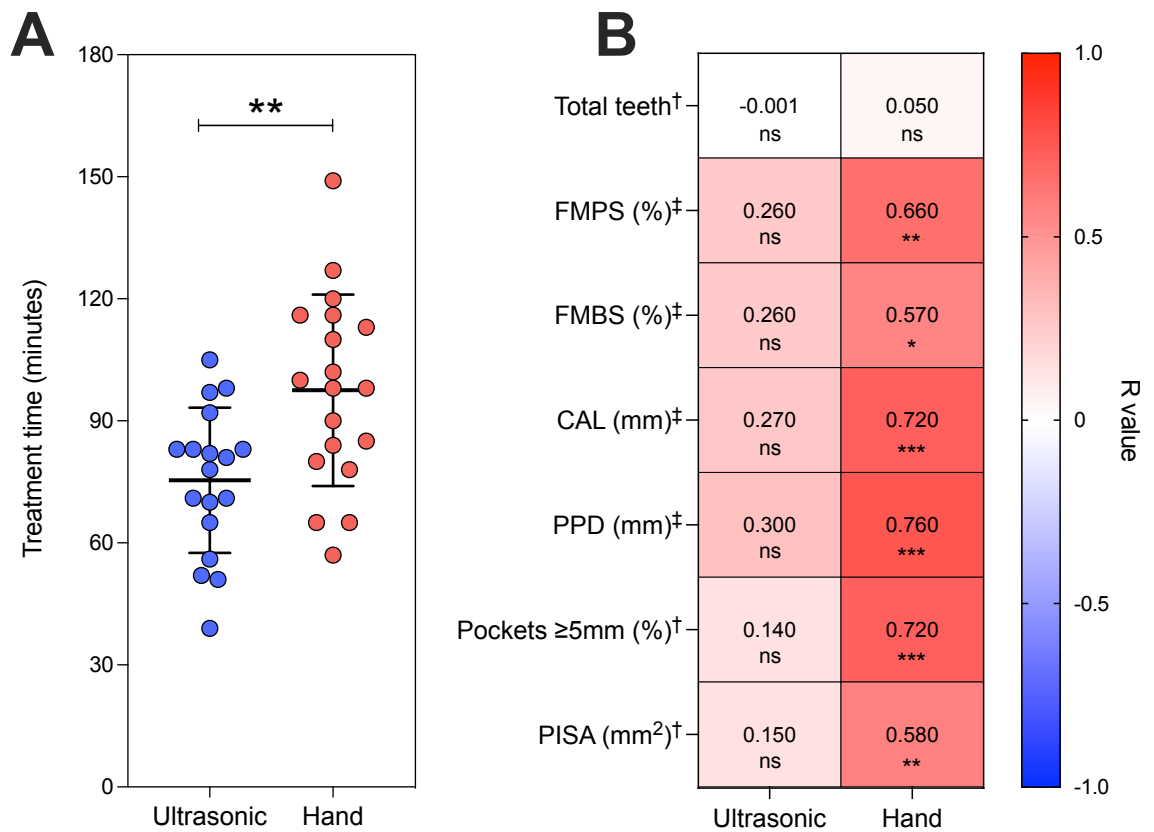 A
B
180
150
120
90
60
30
0
Treatment time (minutes)
**
Ultrasonic Hand
Total teeth† -0.001 ns 0.050 ns
FMPS (%)‡ 0.260 ns 0.660 **
FMBS (%)‡ 0.260 ns 0.570 *
CAL (mm)‡ 0.270 ns 0.720 ***
PPD (mm)‡ 0.300 ns 0.760 ***
Pockets ≥5mm (%)† 0.140 ns 0.720 ***
PISA (mm²)† 0.150 ns 0.580 **
Ultrasonic Hand
1.0
0.5
0
-0.5
-1.0
R value